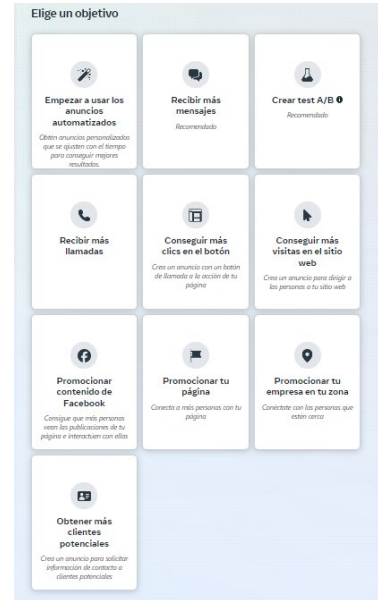 Elige un objetivo
Empezar a usar los
anuncios
automatizados
Obtén anuncios personalizados
que se ajustan con el tiempo
para conseguir mejores
resultados.
Recibir más
mensajes
Recomendado
Crear test A/B
Recomendado
Recibir más
llamadas
Conseguir más
clics en el botón
Crea un anuncio con un botón
de llamada a la acción de tu
página
Conseguir más
visitas en el sitio
web
Crea un anuncio para dirigir a
las personas a tu sitio web
Promocionar
contenido de
Facebook
Consigue que más personas
vean las publicaciones de tu
página e interactúen con ellas
Promocionar tu
página
Conecta a más personas con tu
página
Promocionar tu
empresa en tu zona
Conéctate con las personas que
estén cerca
Obtener más
clientes
potenciales
Crea un anuncio para solicitar
información de contacto a
clientes potenciales